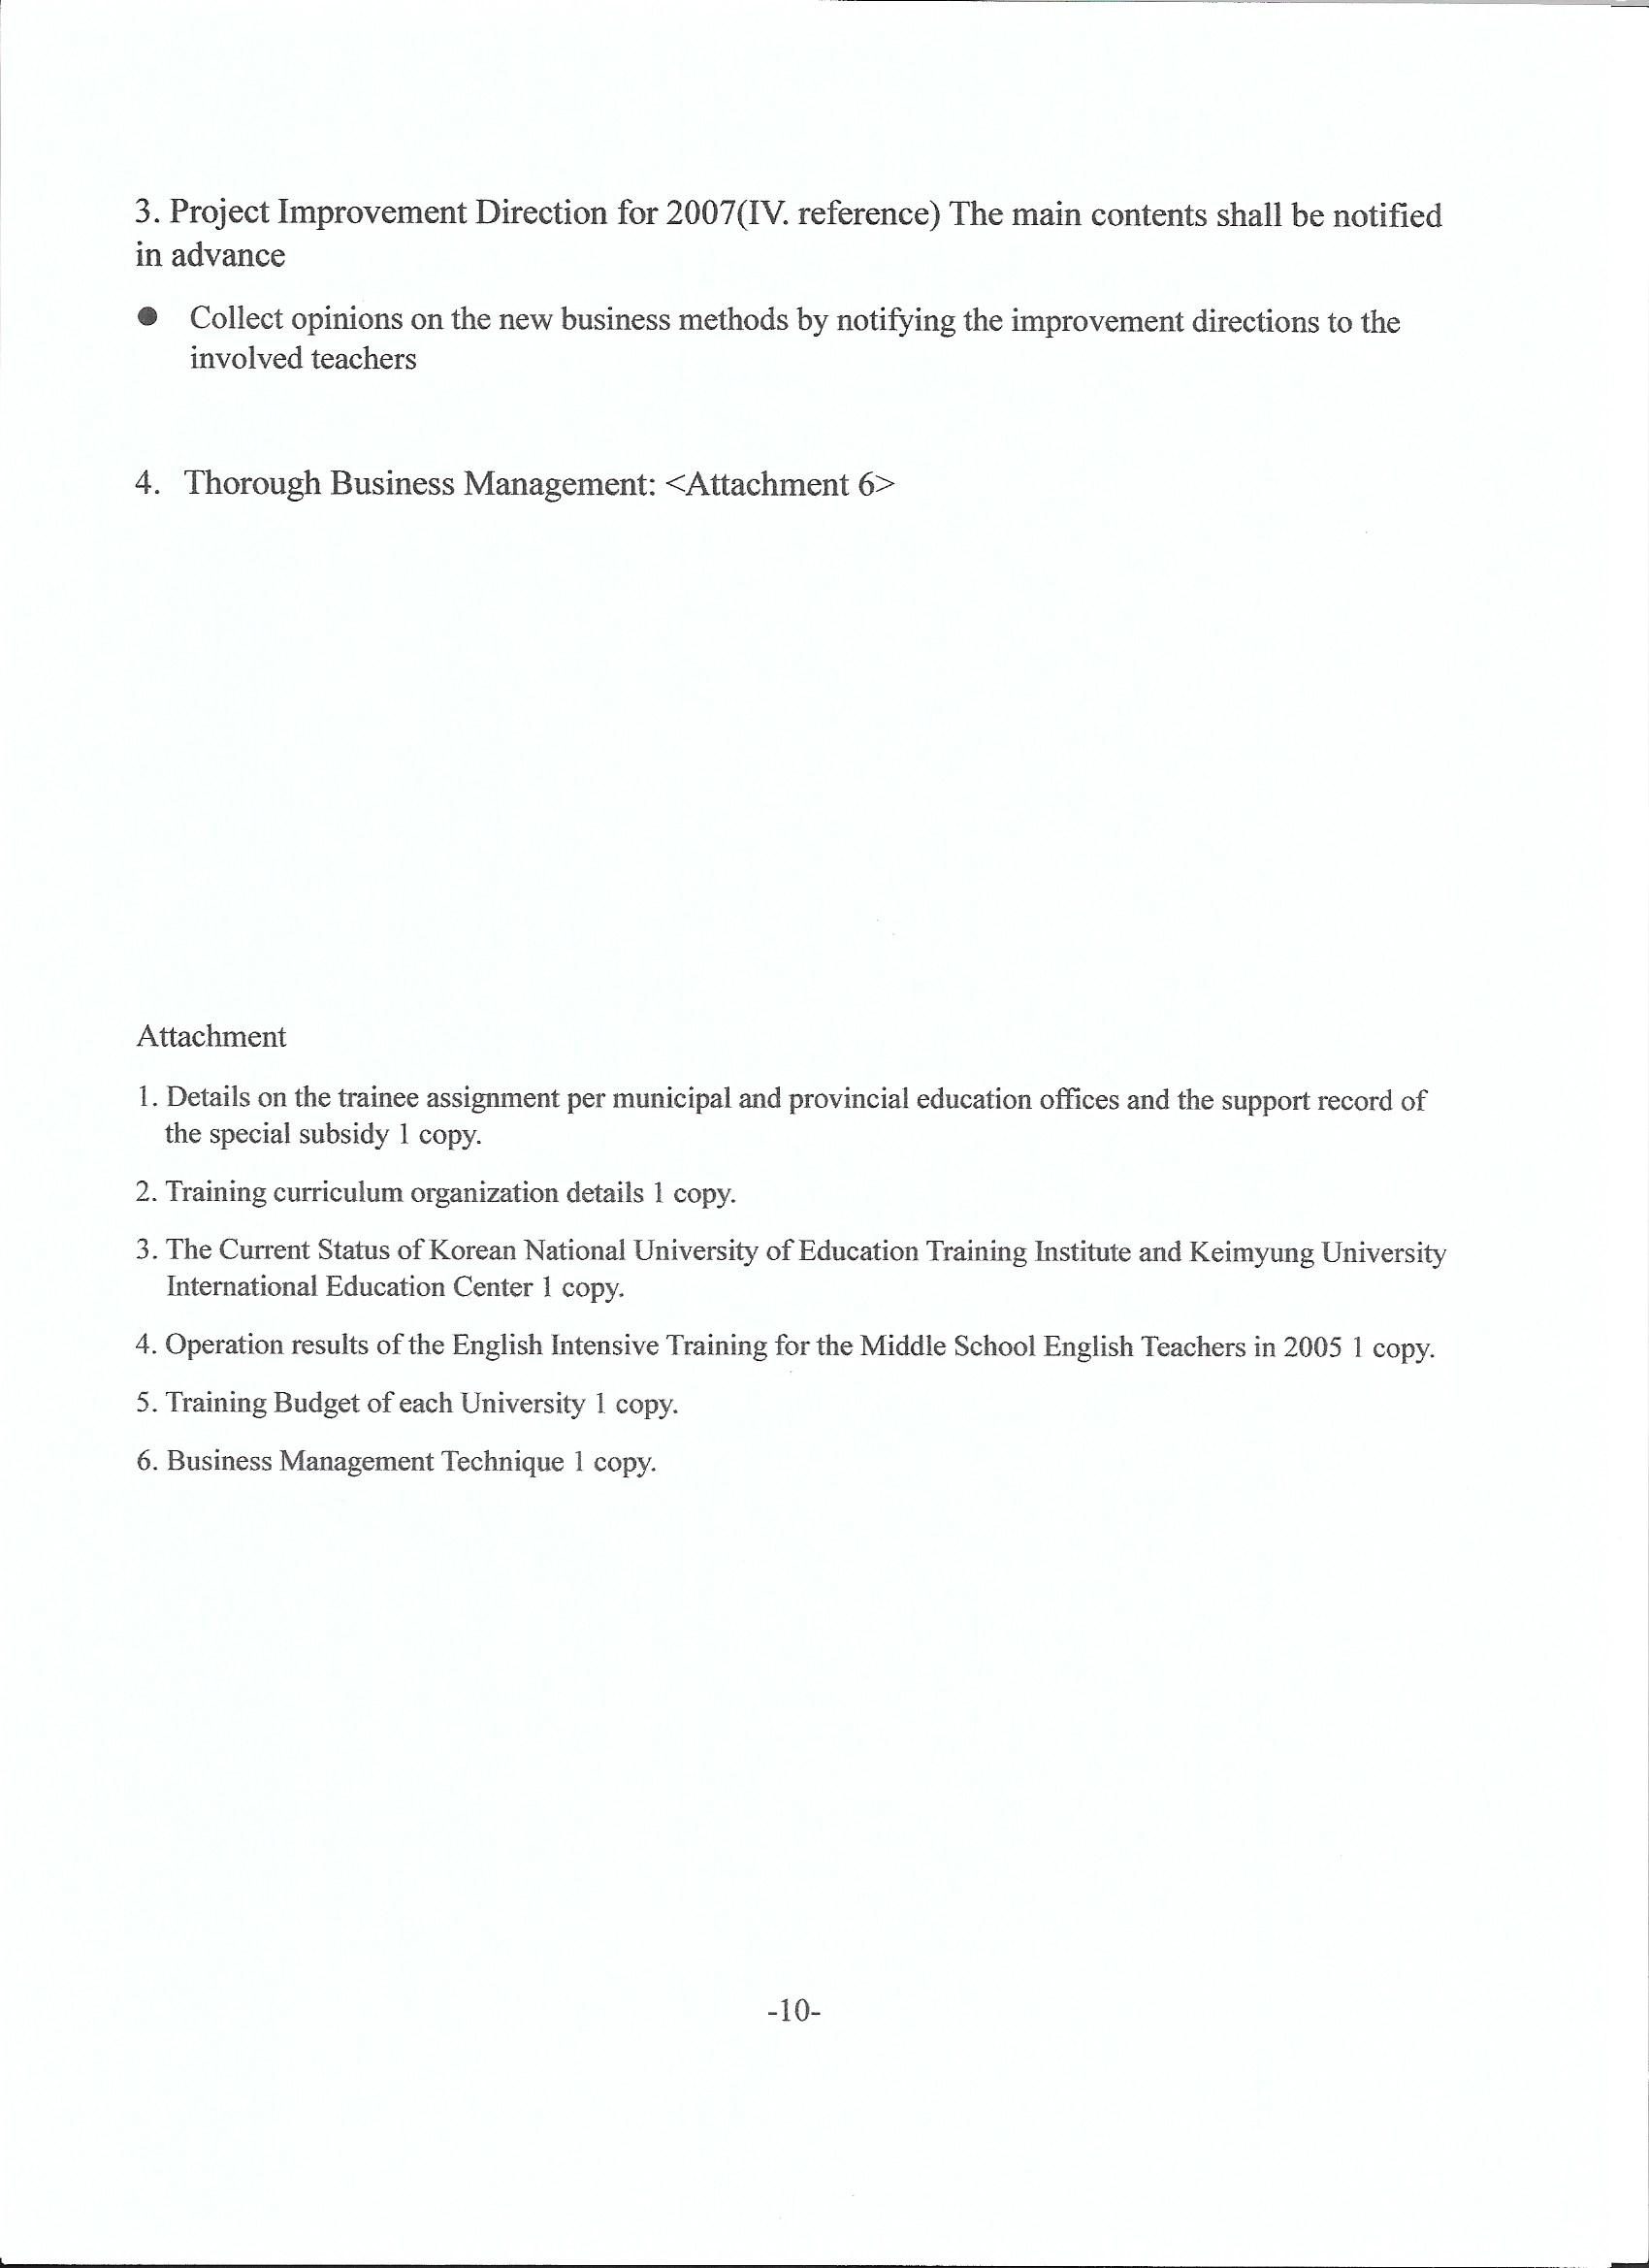 3. Project Improvement Direction for 2007(IV. reference) The main contents shall be notified
in advance
● Collect opinions on the new business methods by notifying the improvement directions to the
involved teachers
4. Thorough Business Management: <Attachment 6>
Attachment
1. Details on the trainee assignment per municipal and provincial education offices and the support record of
the special subsidy 1 copy.
2. Training curriculum organization details 1 copy.
3. The Current Status of Korean National University of Education Training Institute and Keimyung University
International Education Center 1 copy.
4. Operation results of the English Intensive Training for the Middle School English Teachers in 2005 1 copy.
5. Training Budget of each University 1 copy.
6. Business Management Technique 1 copy.
-10-